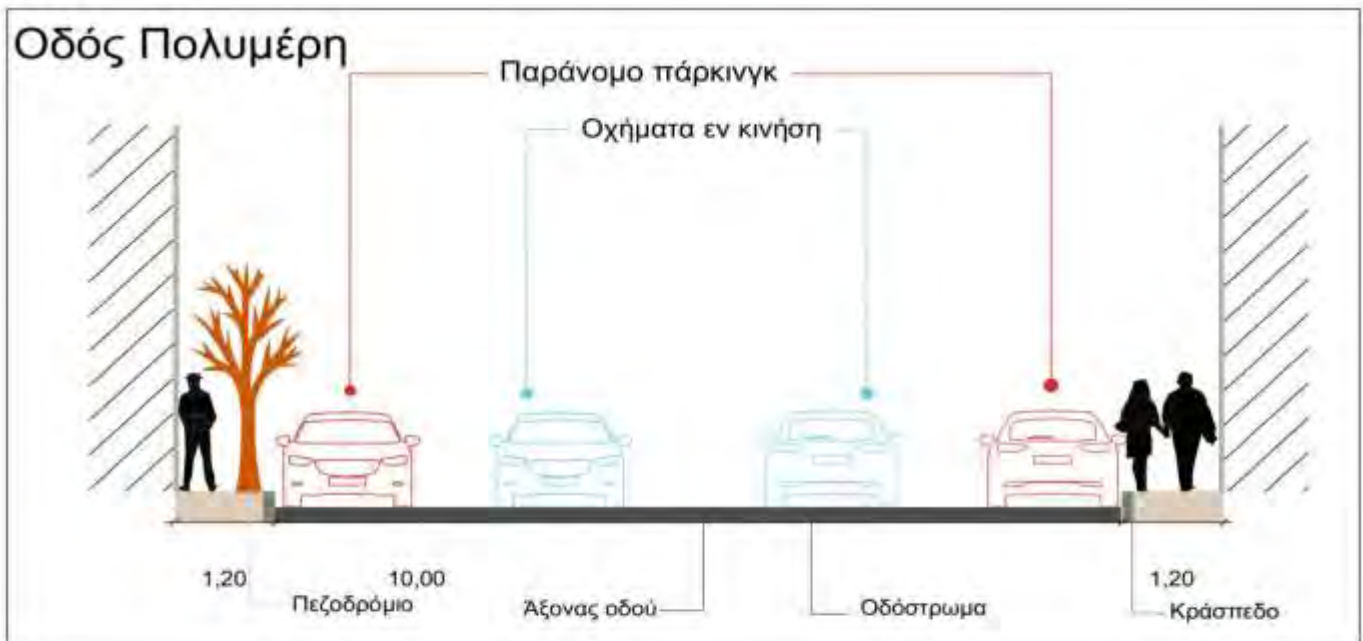 Οδός Πολυμέρη
Παράνομο πάρκινγκ
Οχήματα εν κινήση
1,20
10,00
1,20
Πεζοδρόμιο
Άξονας οδού
Οδόστρωμα
Κράσπεδο